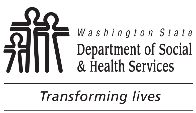 Washington State
Department of Social
& Health Services
Transforming lives